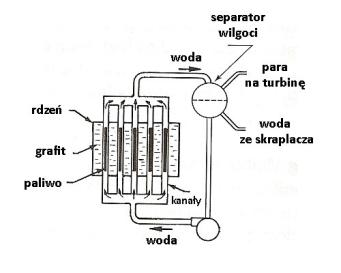 separator
wilgoci
woda
para
na turbinę
rdzeń
woda
ze skraplacza
grafit
paliwo
kanały
woda